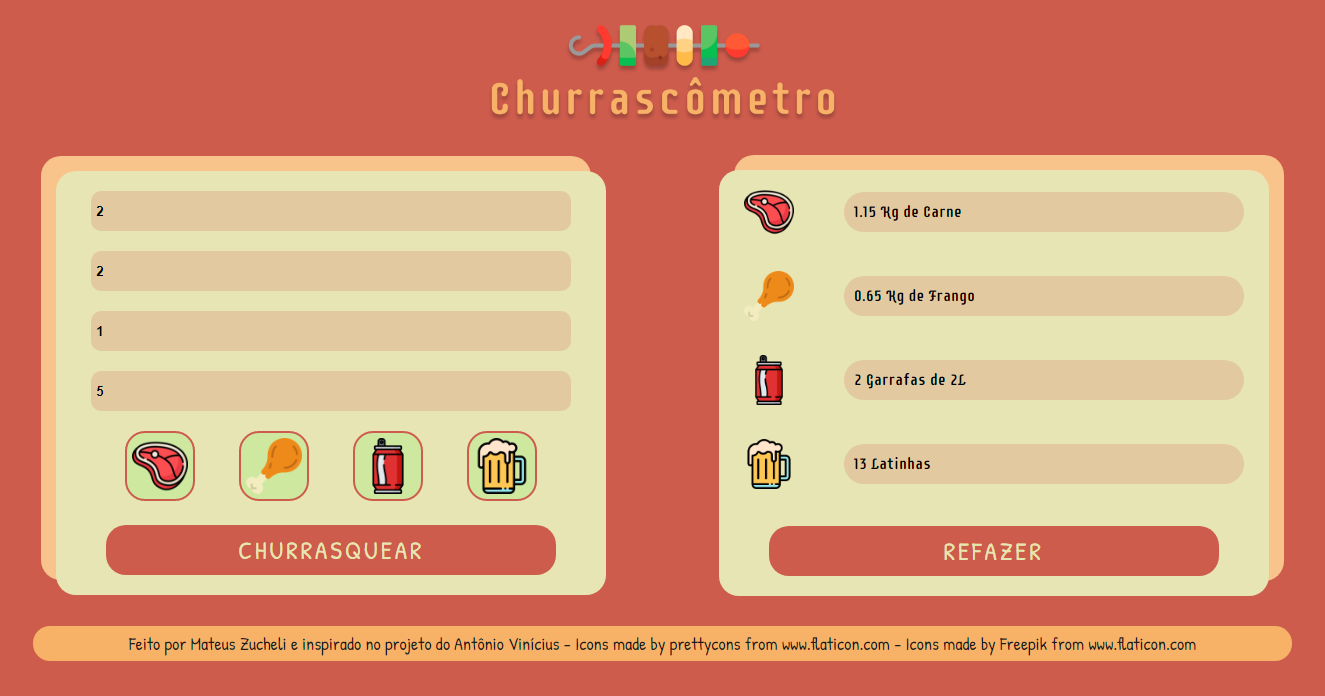 Churrascômetro
2
2
1
5
CHURRASQUEAR
1.15 Kg de Carne
0.65 Kg de Frango
2 Garrafas de 2L
13 Latinhas
REFAZER
Feito por Mateus Zucheli e inspirado no projeto do Antônio Vinícius - Icons made by prettycons from www.flaticon.com - Icons made by Freepik from www.flaticon.com